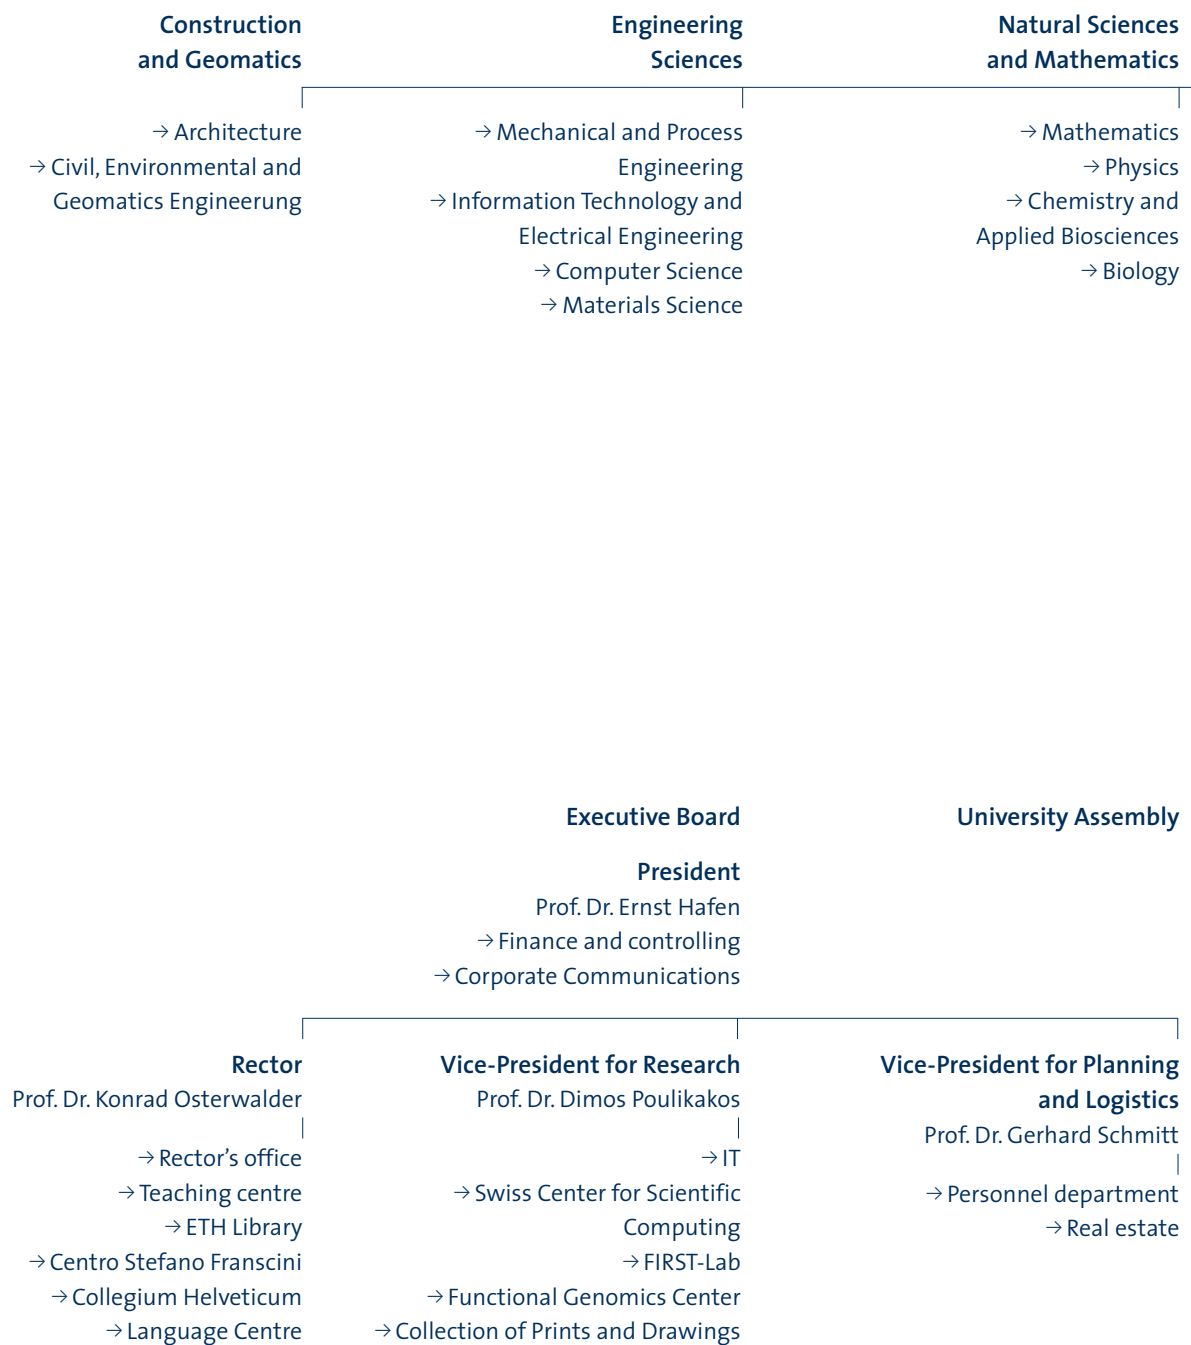 Construction
and Geomatics
→ Architecture
→ Civil, Environmental and
Geomatics Engineerung
Engineering
Sciences
→ Mechanical and Process
Engineering
→ Information Technology and
Electrical Engineering
→ Computer Science
→ Materials Science
Natural Sciences
and Mathematics
→ Mathematics
→ Physics
→ Chemistry and
Applied Biosciences
→ Biology
Executive Board
University Assembly
President
Prof. Dr. Ernst Hafen
→ Finance and controlling
→ Corporate Communications
Rector
Prof. Dr. Konrad Osterwalder
→ Rector’s office
→ Teaching centre
→ ETH Library
→ Centro Stefano Franscini
→ Collegium Helveticum
→ Language Centre
Vice-President for Research
Prof. Dr. Dimos Poulikakos
→ IT
→ Swiss Center for Scientific
Computing
→ FIRST-Lab
→ Functional Genomics Center
→ Collection of Prints and Drawings
Vice-President for Planning
and Logistics
Prof. Dr. Gerhard Schmitt
→ Personnel department
→ Real estate